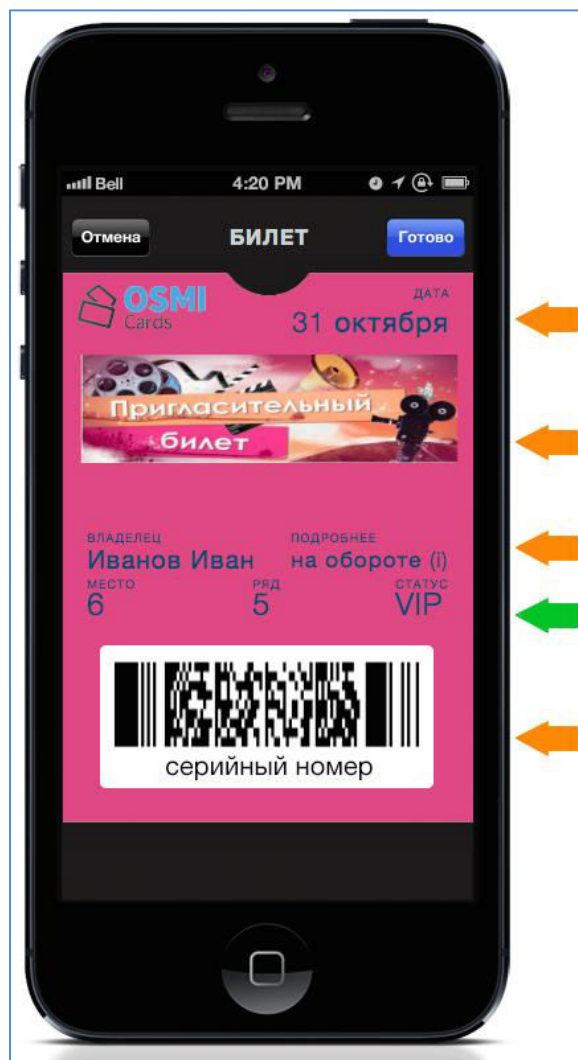 Bell 4:20 PM
Отмена БИЛЕТ Готово
OSMI
Cards
ДАТА
31 октября
Пригласительный
билет
ВЛАДЕЛЕЦ ПОДРОБНЕЕ
Иванов Иван на обороте (i)
МЕСТО РЯД СТАТУС
6 5 VIP
серийный номер